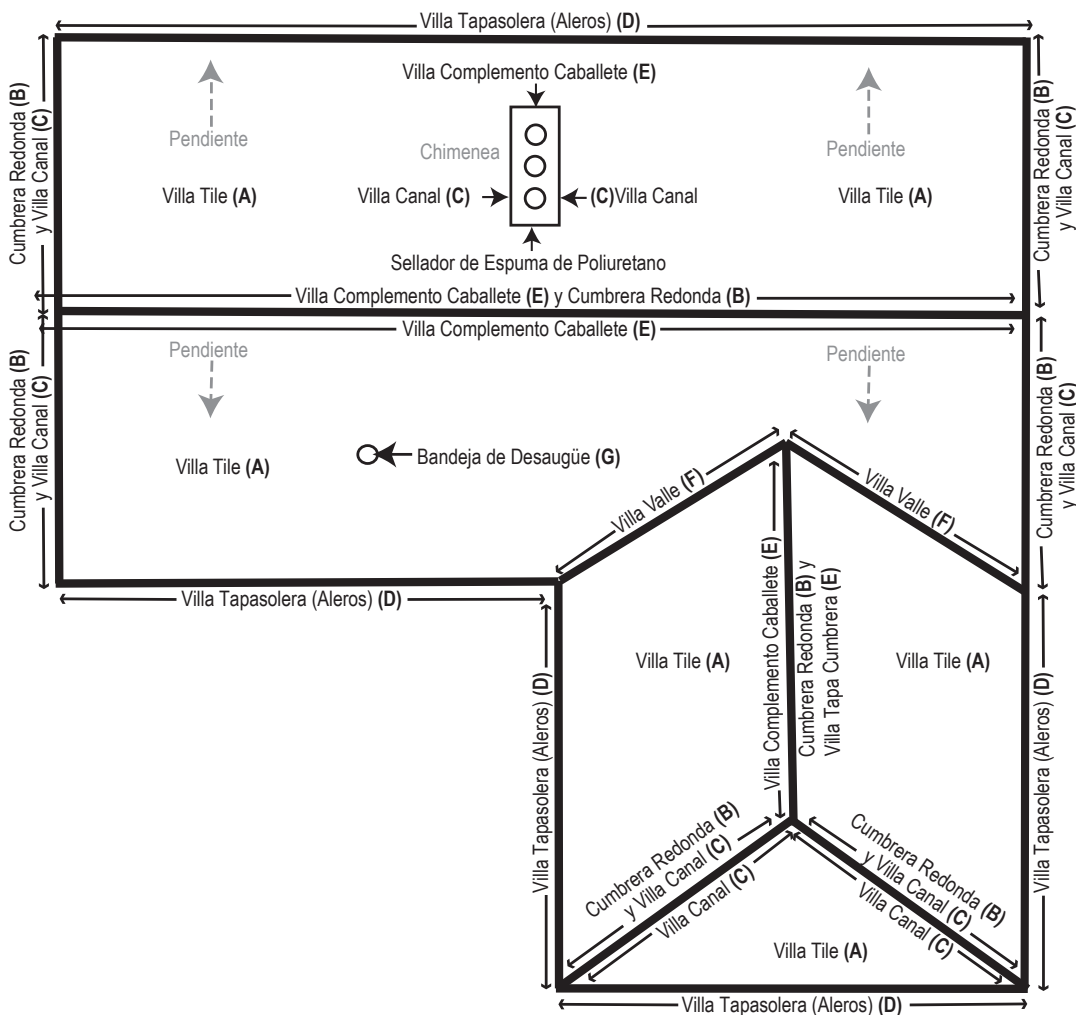 Villa Tapasolera (Aleros) (D)
Cumbrera Redonda (B)
y Villa Canal (C)
Villa Complemento Caballete (E)
Cumbrera Redonda (B)
y Villa Canal (C)
Pendiente
Chimenea
Pendiente
Villa Tile (A)
Villa Canal (C)
(C)Villa Canal
Villa Tile (A)
Sellador de Espuma de Poliuretano
Villa Complemento Caballete (E) y Cumbrera Redonda (B)
Villa Complemento Caballete (E)
Cumbrera Redonda (B)
y Villa Canal (C)
Pendiente
Pendiente
Cumbrera Redonda (B)
y Villa Canal (C)
Villa Tile (A)
Bandeja de Desaugüe (G)
Villa Valle (F)
Villa Valle (F)
Villa Tapasolera (Aleros) (D)
Villa Tapasolera (Aleros) (D)
Villa Tile (A)
Villa Complemento Caballete (E)
Cumbrera Redonda (B) y
Villa Tapa Cumbrera (E)
Villa Tile (A)
Villa Tapasolera (Aleros) (D)
Cumbrera Redonda (B)
y Villa Canal (C)
Villa Canal (C)
Cumbrera Redonda (B)
y Villa Canal (C)
Villa Canal (C)
Villa Tile (A)
Villa Tapasolera (Aleros) (D)